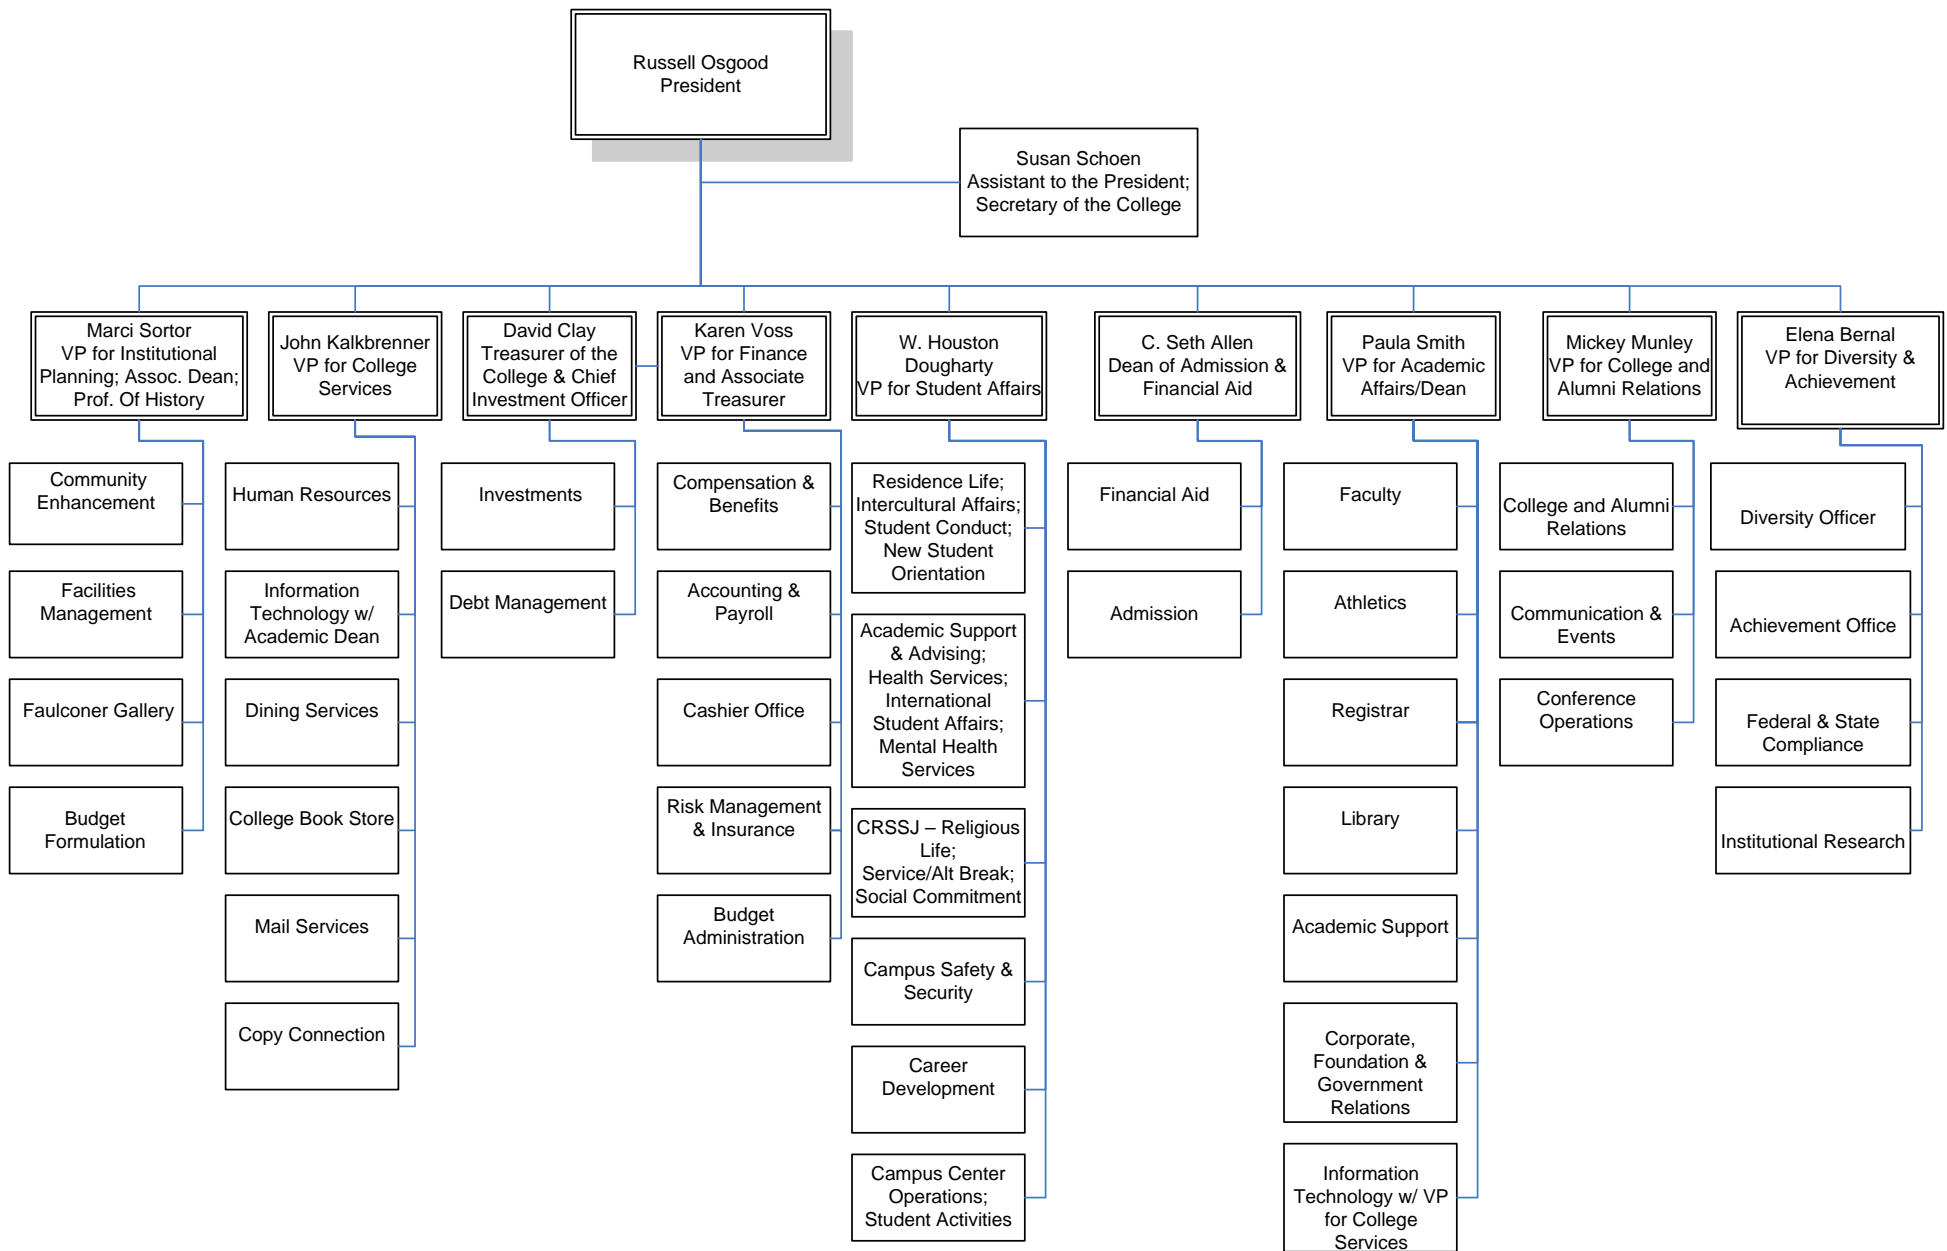 Russell Osgood
President
Susan Schoen
Assistant to the President;
Secretary of the College
Marci Sortor
VP for Institutional
Planning; Assoc. Dean;
Prof. Of History
John Kalkbrenner
VP for College
Services
David Clay
Treasurer of the
College & Chief
Investment Officer
Karen Voss
VP for Finance
and Associate
Treasurer
W. Houston
Dougharty
VP for Student Affairs
C. Seth Allen
Dean of Admission &
Financial Aid
Paula Smith
VP for Academic
Affairs/Dean
Mickey Munley
VP for College and
Alumni Relations
Elena Bernal
VP for Diversity &
Achievement
Community
Enhancement
Facilities
Management
Faulconer Gallery
Budget
Formulation
Human Resources
Information
Technology w/
Academic Dean
Dining Services
College Book Store
Mail Services
Copy Connection
Investments
Debt Management
Compensation &
Benefits
Accounting &
Payroll
Cashier Office
Risk Management
& Insurance
Budget
Administration
Residence Life;
Intercultural Affairs;
Student Conduct;
New Student
Orientation
Academic Support
& Advising;
Health Services;
International
Student Affairs;
Mental Health
Services
CRSSJ – Religious
Life;
Service/Alt Break;
Social Commitment
Campus Safety &
Security
Career
Development
Campus Center
Operations;
Student Activities
Financial Aid
Admission
Faculty
Athletics
Registrar
Library
Academic Support
Corporate,
Foundation &
Government
Relations
Information
Technology w/ VP
for College
Services
College and Alumni
Relations
Communication &
Events
Conference
Operations
Diversity Officer
Achievement Office
Federal & State
Compliance
Institutional Research